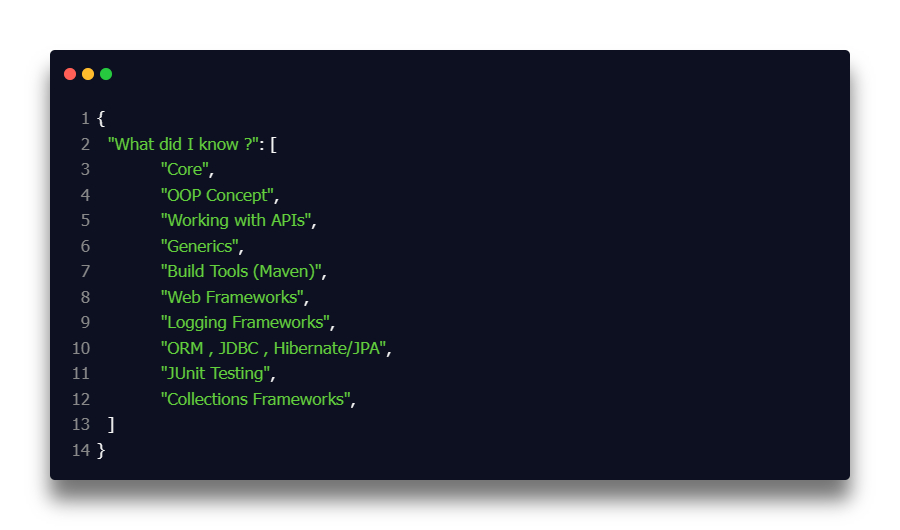 1 {
2 "What did I know ?": [
3 "Core",
4 "OOP Concept",
5 "Working with APIs",
6 "Generics",
7 "Build Tools (Maven)",
8 "Web Frameworks",
9 "Logging Frameworks",
10 "ORM , JDBC , Hibernate/JPA",
11 "JUnit Testing",
12 "Collections Frameworks",
13 ]
14 }